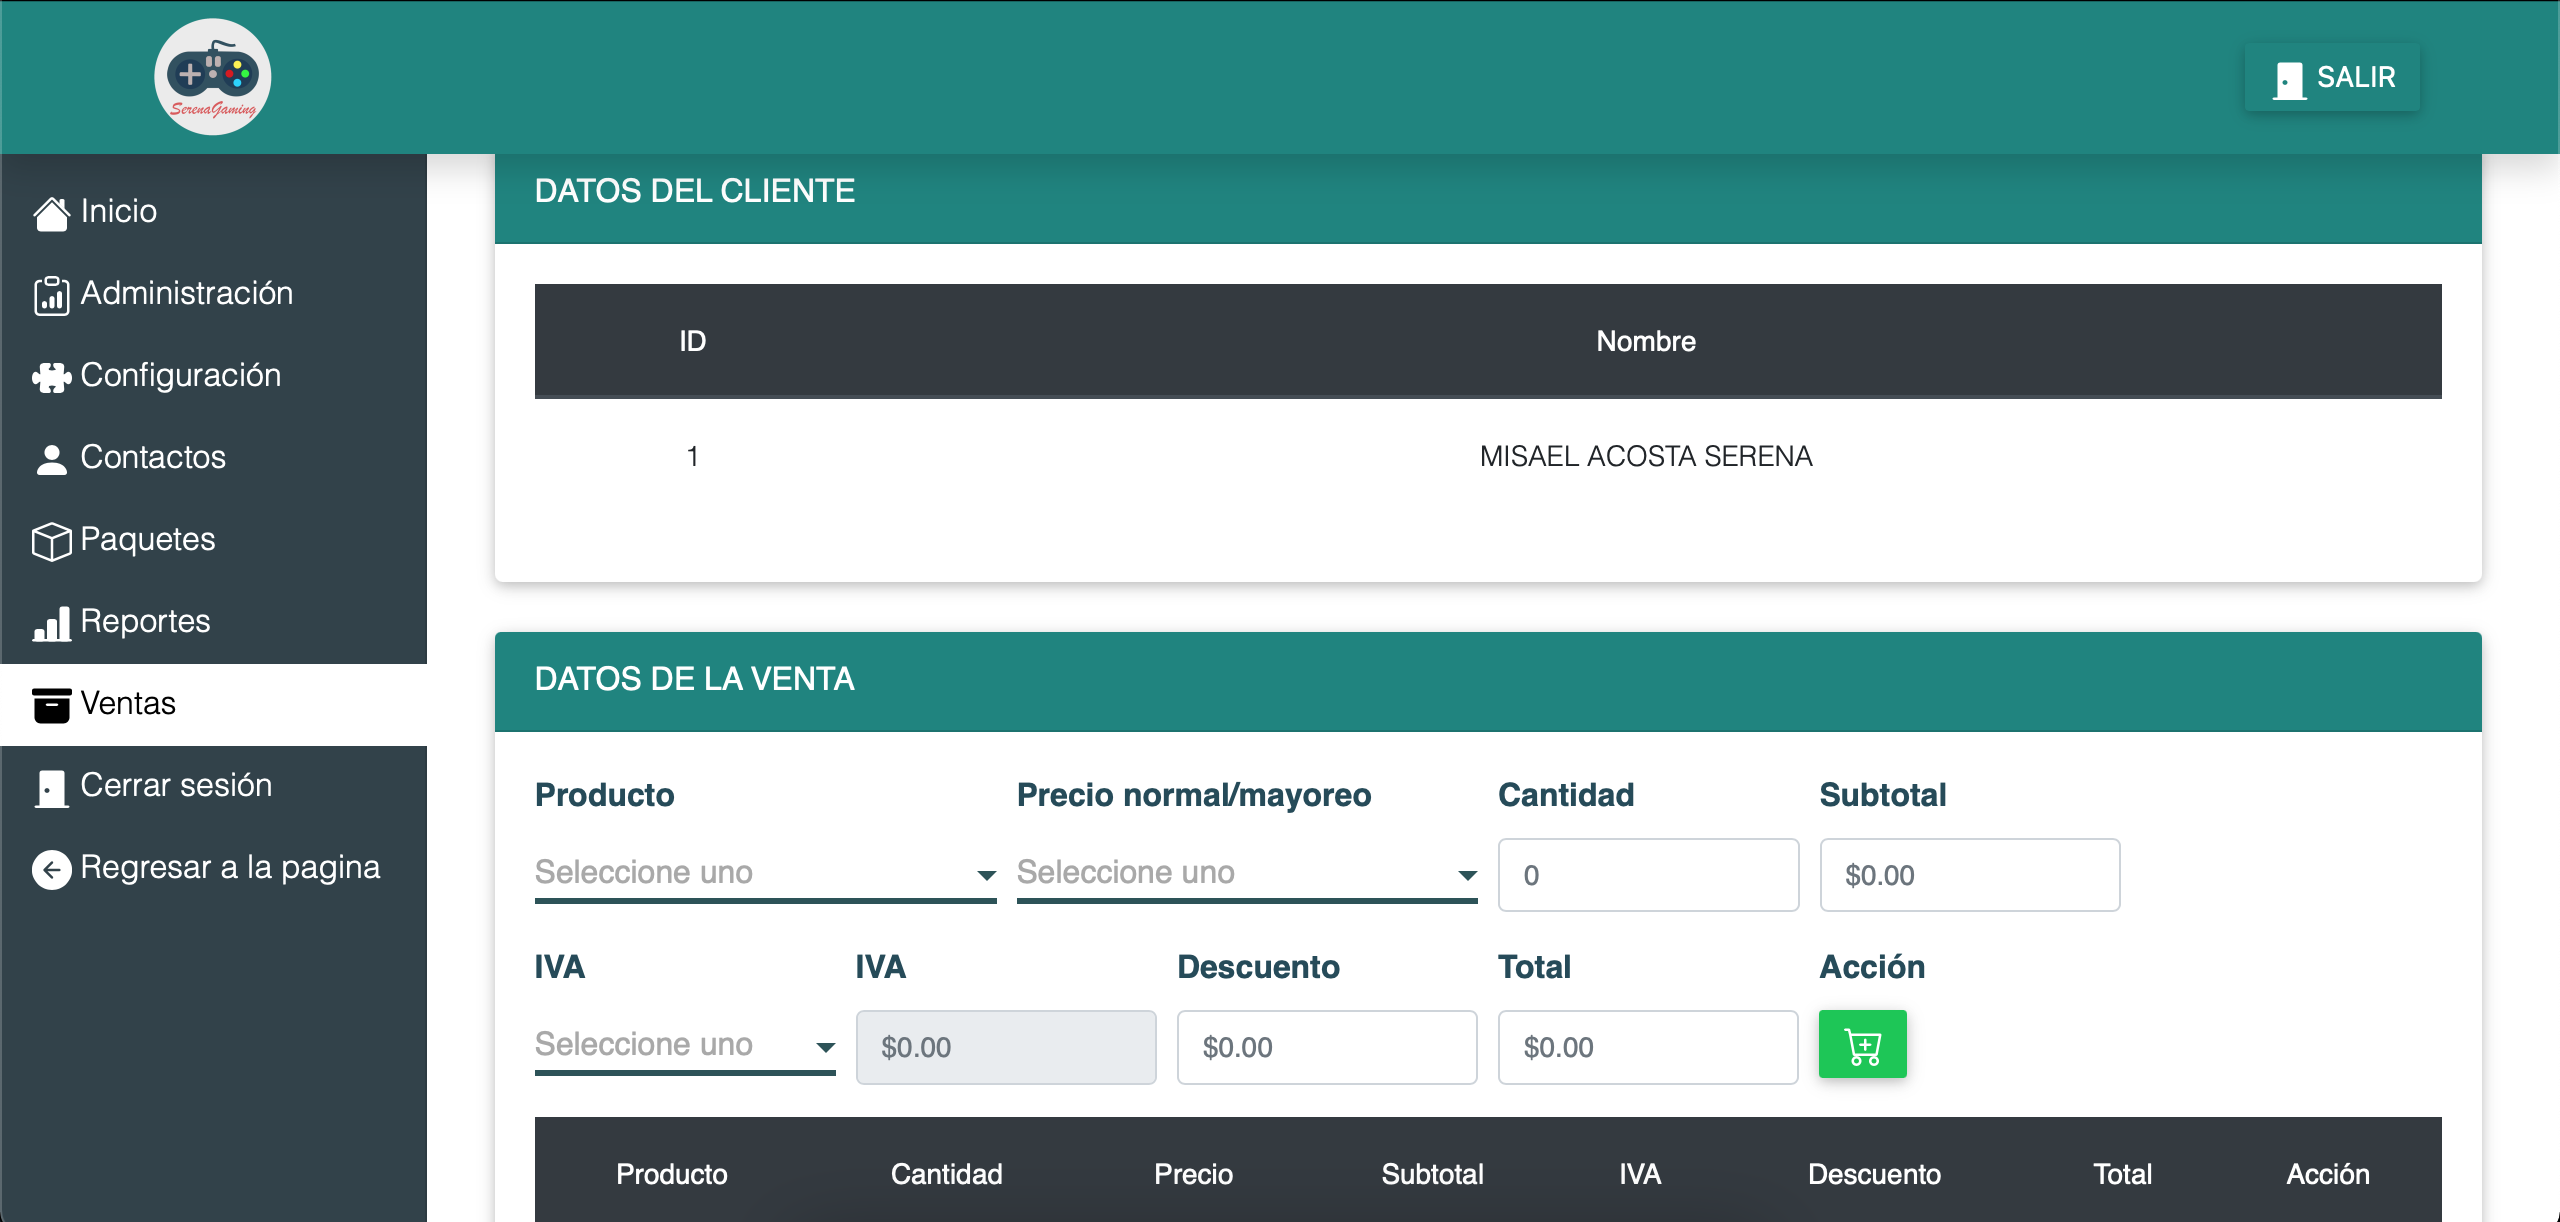 SerenaGaming
SALIR
Inicio
Administración
Configuración
Contactos
Paquetes
Reportes
Ventas
Cerrar sesión
Regresar a la pagina
DATOS DEL CLIENTE
ID Nombre
1 MISAEL ACOSTA SERENA
DATOS DE LA VENTA
Producto Precio normal/mayoreo Cantidad Subtotal
Seleccione uno Seleccione uno 0 $0.00
IVA IVA Descuento Total Acción
Seleccione uno $0.00 $0.00 $0.00
Producto Cantidad Precio Subtotal IVA Descuento Total Acción